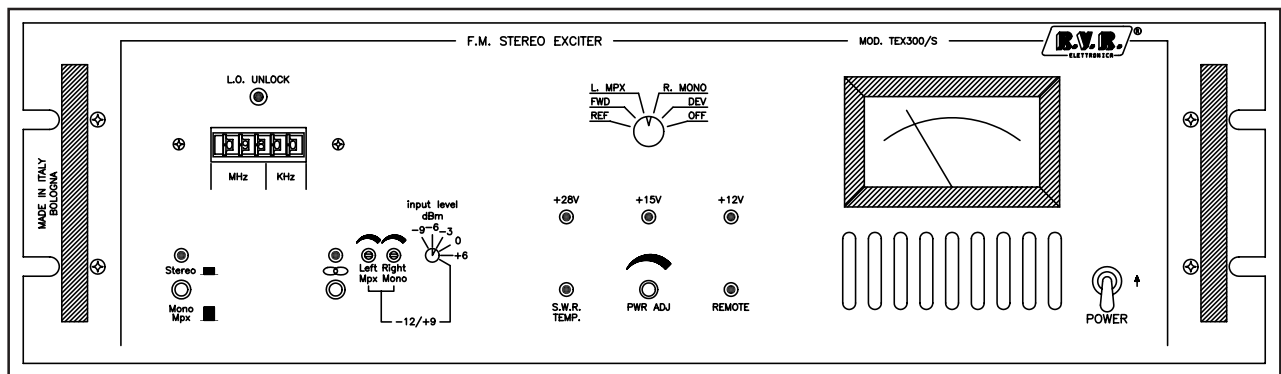 F.M. STEREO EXCITER
MOD. TEX300/S
R.V.R.®
ELETTRONICA
L.O. UNLOCK
MHz KHz
L. MPX R. MONO
FWD DEV
REF OFF
MADE IN ITALY
BOLOGNA
input level
dBm
-9 -6 -3 0 +6
+28V +15V +12V
Stereo
Mono
Mpx
Left Right
Mpx Mono
-12/+9
S.W.R.
TEMP.
PWR ADJ
REMOTE
POWER